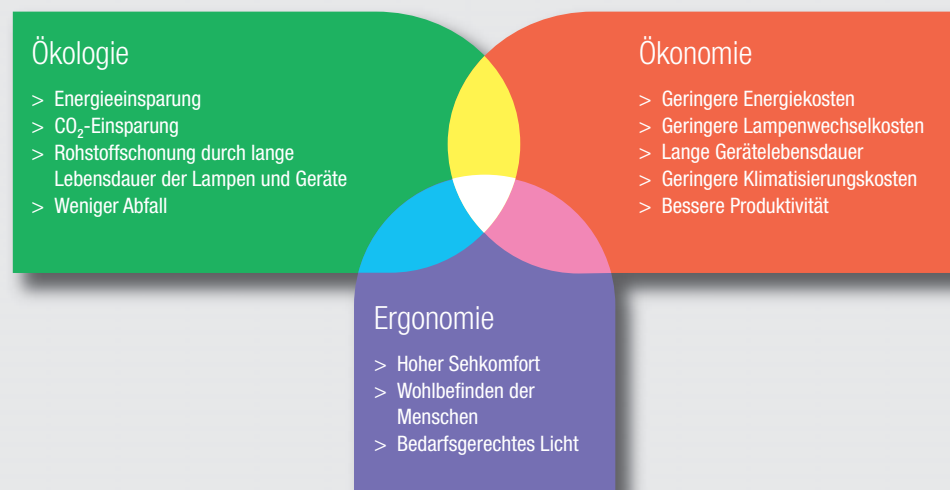 Ökologie
> Energieeinsparung
> CO₂-Einsparung
> Rohstoffschonung durch lange
Lebensdauer der Lampen und Geräte
> Weniger Abfall
Ökonomie
> Geringere Energiekosten
> Geringere Lampenwechselkosten
> Lange Gerätelebensdauer
> Geringere Klimatisierungskosten
> Bessere Produktivität
Ergonomie
> Hoher Sehkomfort
> Wohlbefinden der
Menschen
> Bedarfsgerechtes Licht